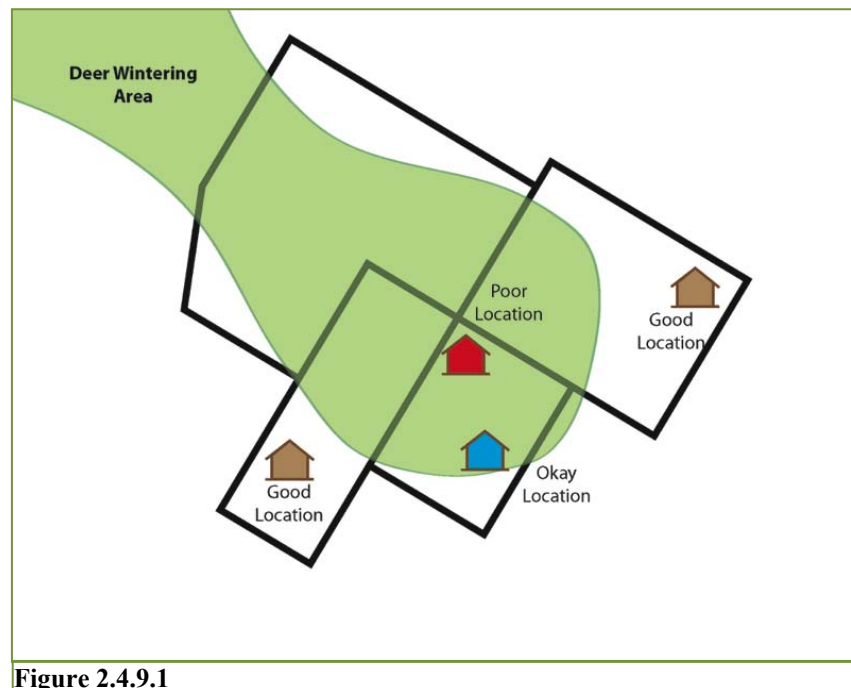 Deer Wintering
Area
Poor
Location
Good
Location
Good
Location
Okay
Location
Figure 2.4.9.1